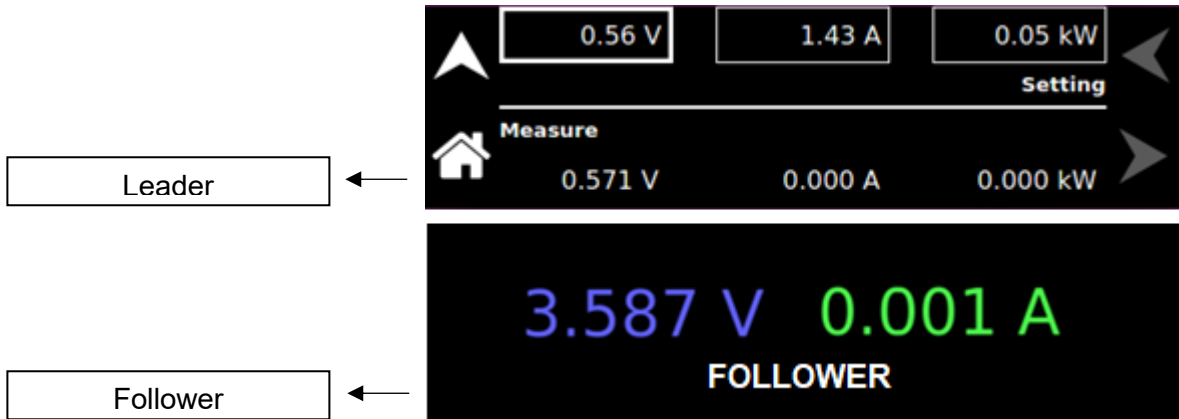 0.56 V 1.43 A 0.05 kW
Setting
Measure
Leader
0.571 V 0.000 A 0.000 kW
3.587 V 0.001 A
FOLLOWER
Follower